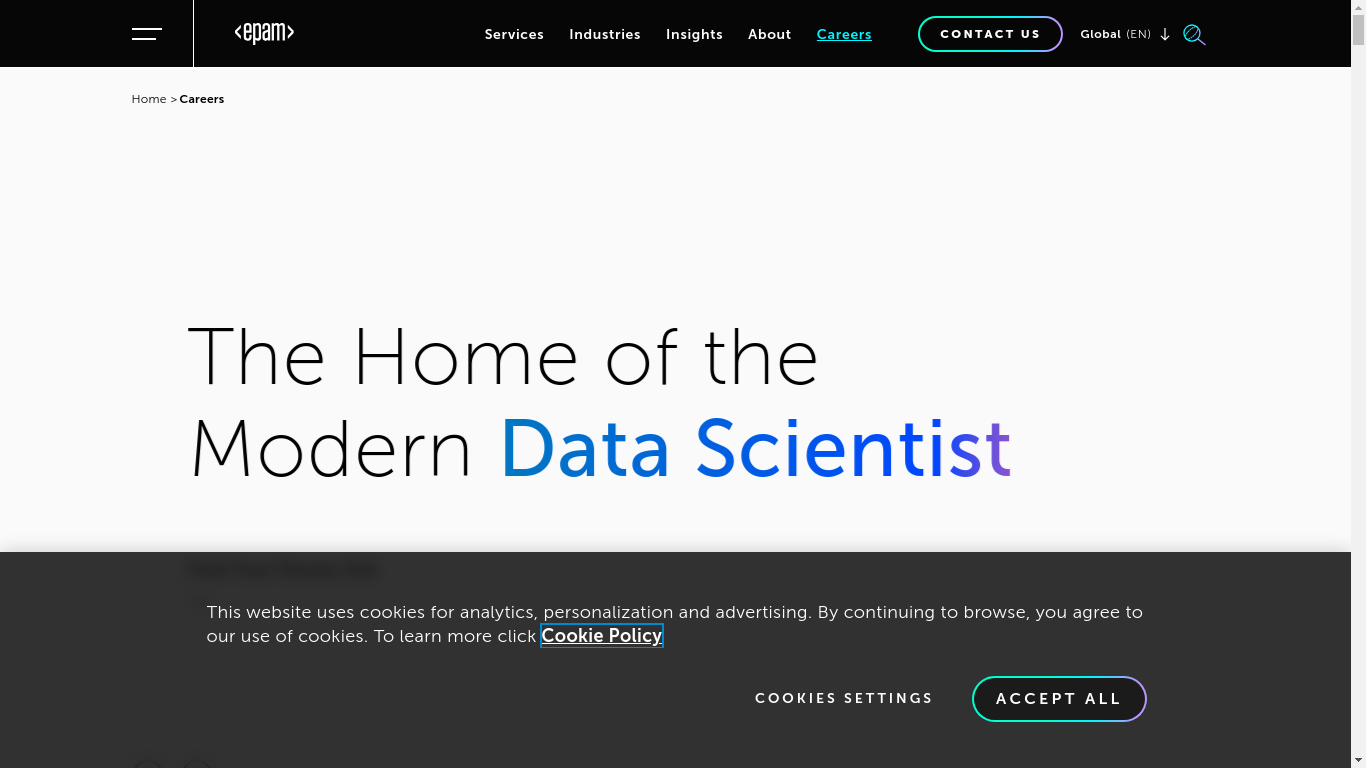 <epam>
Services Industries Insights About Careers
CONTACT US
Global (EN)
Home > Careers
The Home of the
Modern Data Scientist
This website uses cookies for analytics, personalization and advertising. By continuing to browse, you agree to
our use of cookies. To learn more click Cookie Policy
COOKIES SETTINGS
ACCEPT ALL